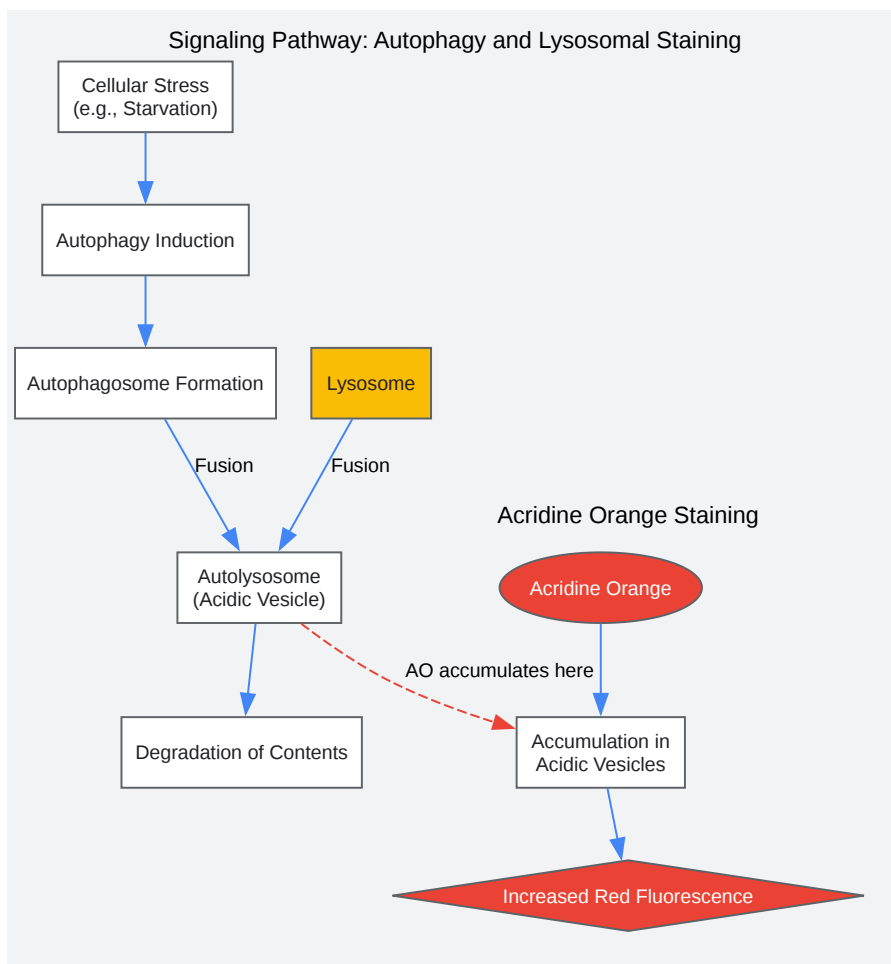 Signaling Pathway: Autophagy and Lysosomal Staining
Cellular Stress
(e.g., Starvation)
Autophagy Induction
Autophagosome Formation
Lysosome
Fusion
Fusion
Autolysosome
(Acidic Vesicle)
Degradation of Contents
Acridine Orange Staining
Acridine Orange
AO accumulates here
Accumulation in
Acidic Vesicles
Increased Red Fluorescence